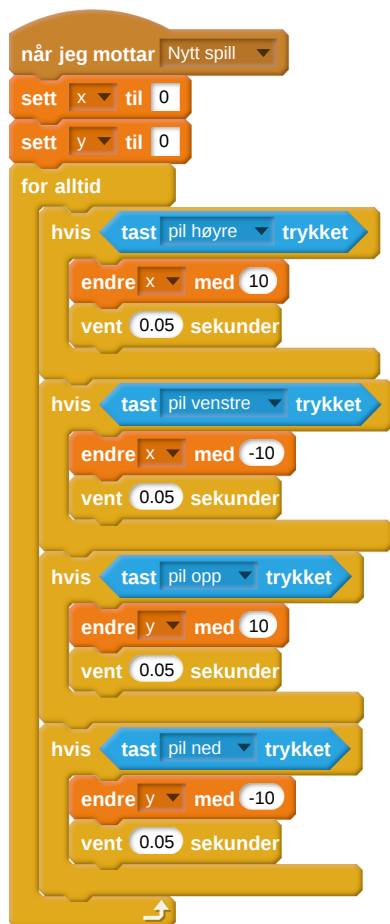 når jeg mottar Nytt spill
sett x til 0
sett y til 0
for alltid
hvis tast pil høyre trykket
endre x med 10
vent 0.05 sekunder
hvis tast pil venstre trykket
endre x med -10
vent 0.05 sekunder
hvis tast pil opp trykket
endre y med 10
vent 0.05 sekunder
hvis tast pil ned trykket
endre y med -10
vent 0.05 sekunder